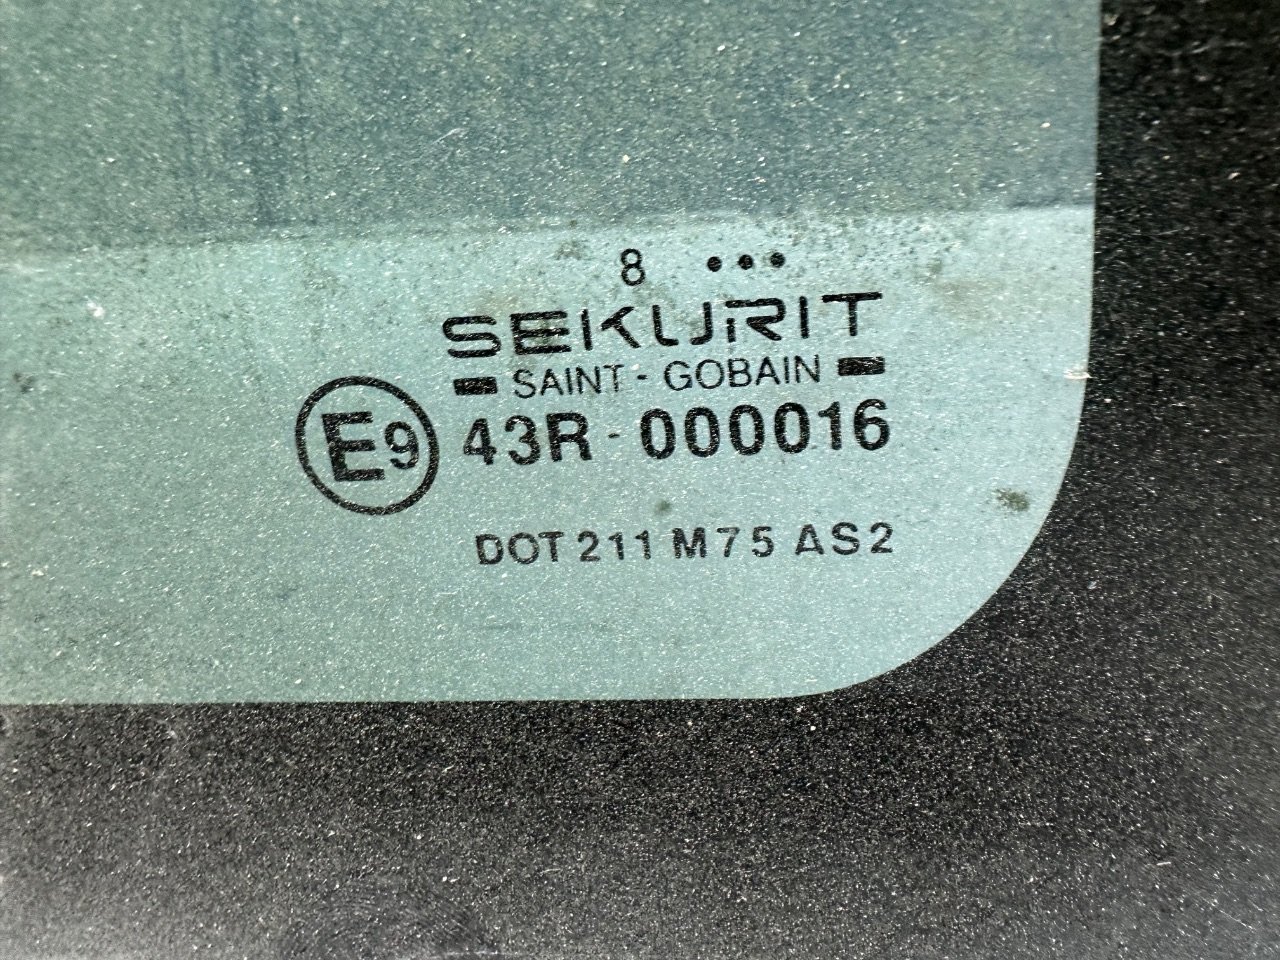 8 •••
SEKURIT
SAINT-GOBAIN
E9 43R-000016
DOT 211 M75 AS2